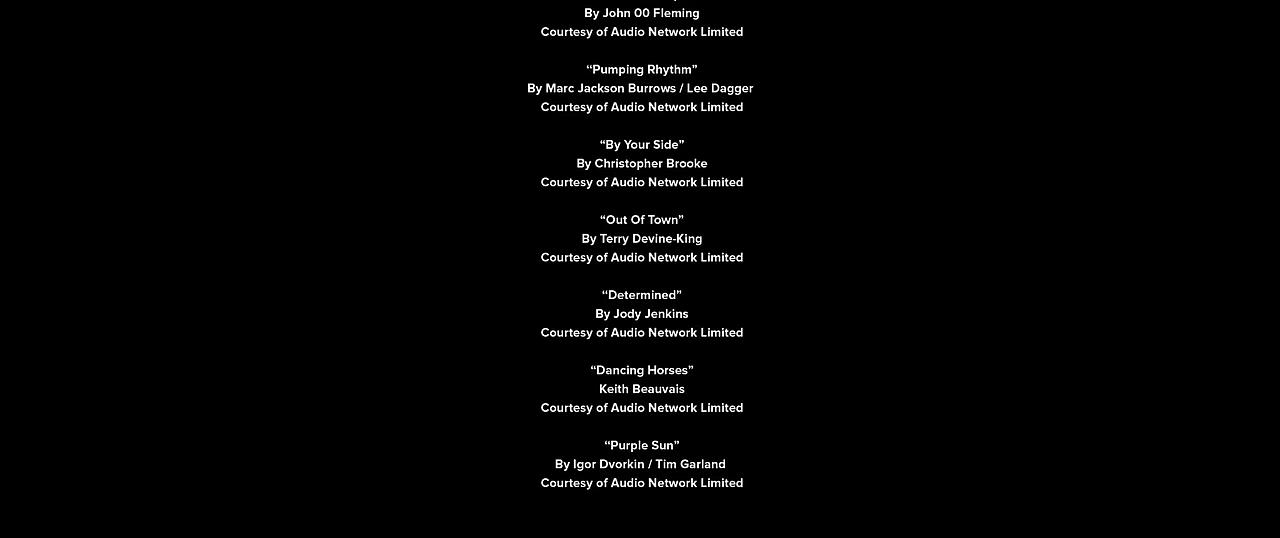 By John 00 Fleming
Courtesy of Audio Network Limited
“Pumping Rhythm”
By Marc Jackson Burrows / Lee Dagger
Courtesy of Audio Network Limited
“By Your Side”
By Christopher Brooke
Courtesy of Audio Network Limited
“Out Of Town”
By Terry Devine-King
Courtesy of Audio Network Limited
“Determined”
By Jody Jenkins
Courtesy of Audio Network Limited
“Dancing Horses”
Keith Beauvais
Courtesy of Audio Network Limited
“Purple Sun”
By Igor Dvorkin / Tim Garland
Courtesy of Audio Network Limited